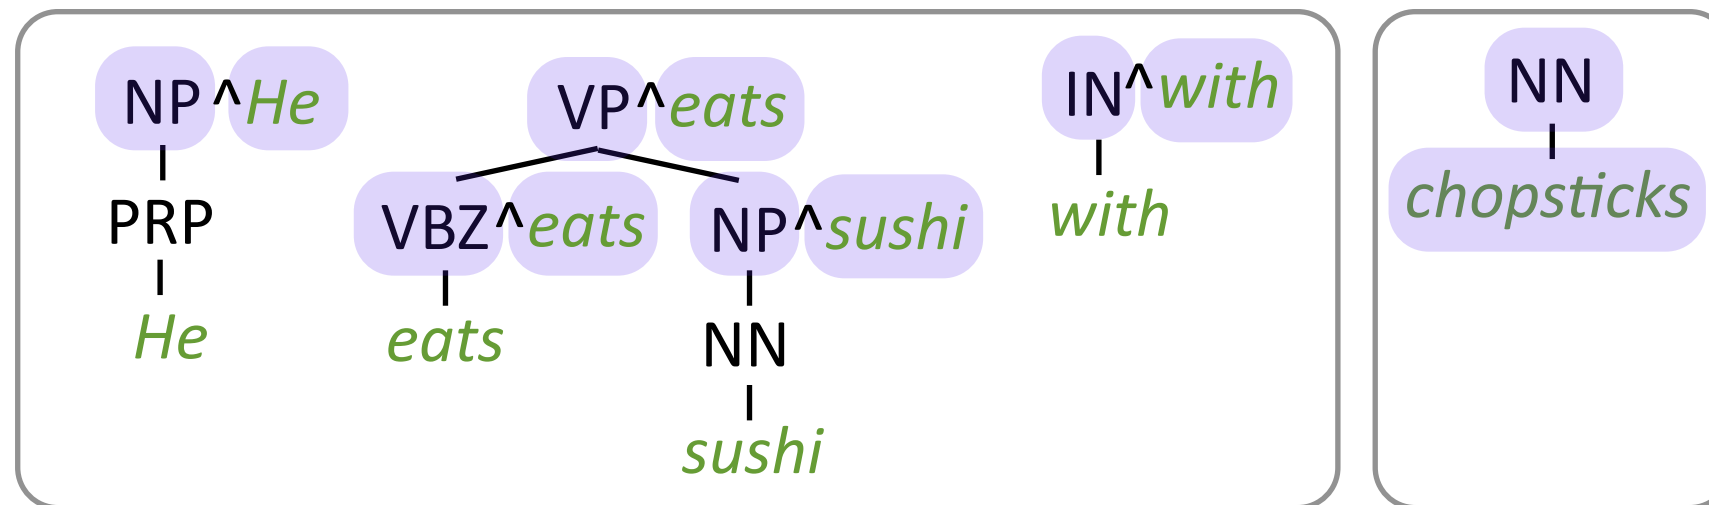 NP ^ He
PRP
He
VP ^ eats
VBZ ^ eats
NP ^ sushi
eats
NN
sushi
IN ^ with
with
NN
chopsticks